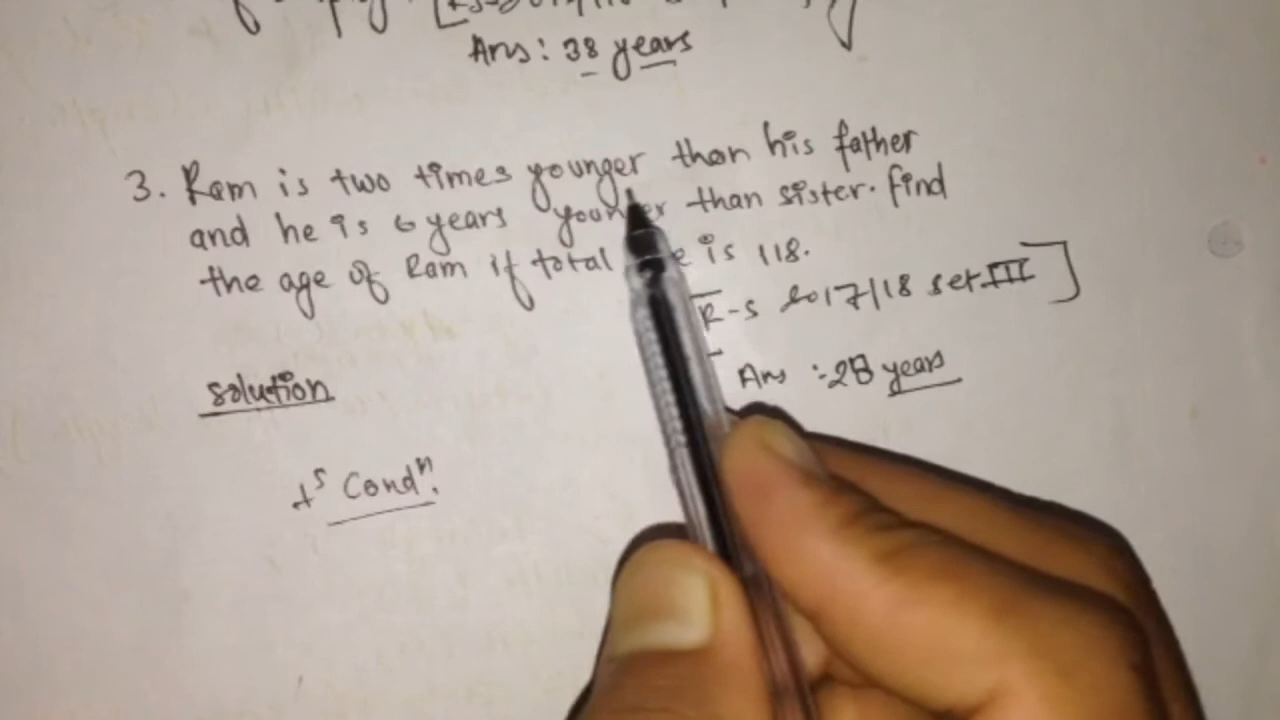 Ans: 38 years
3. Ram is two times younger than his father
and he is 6 years younger than sister. find
the age of Ram if total is 118.
R-S 2017/18 set III]
Ans :- 28 years
solution
Condⁿ.